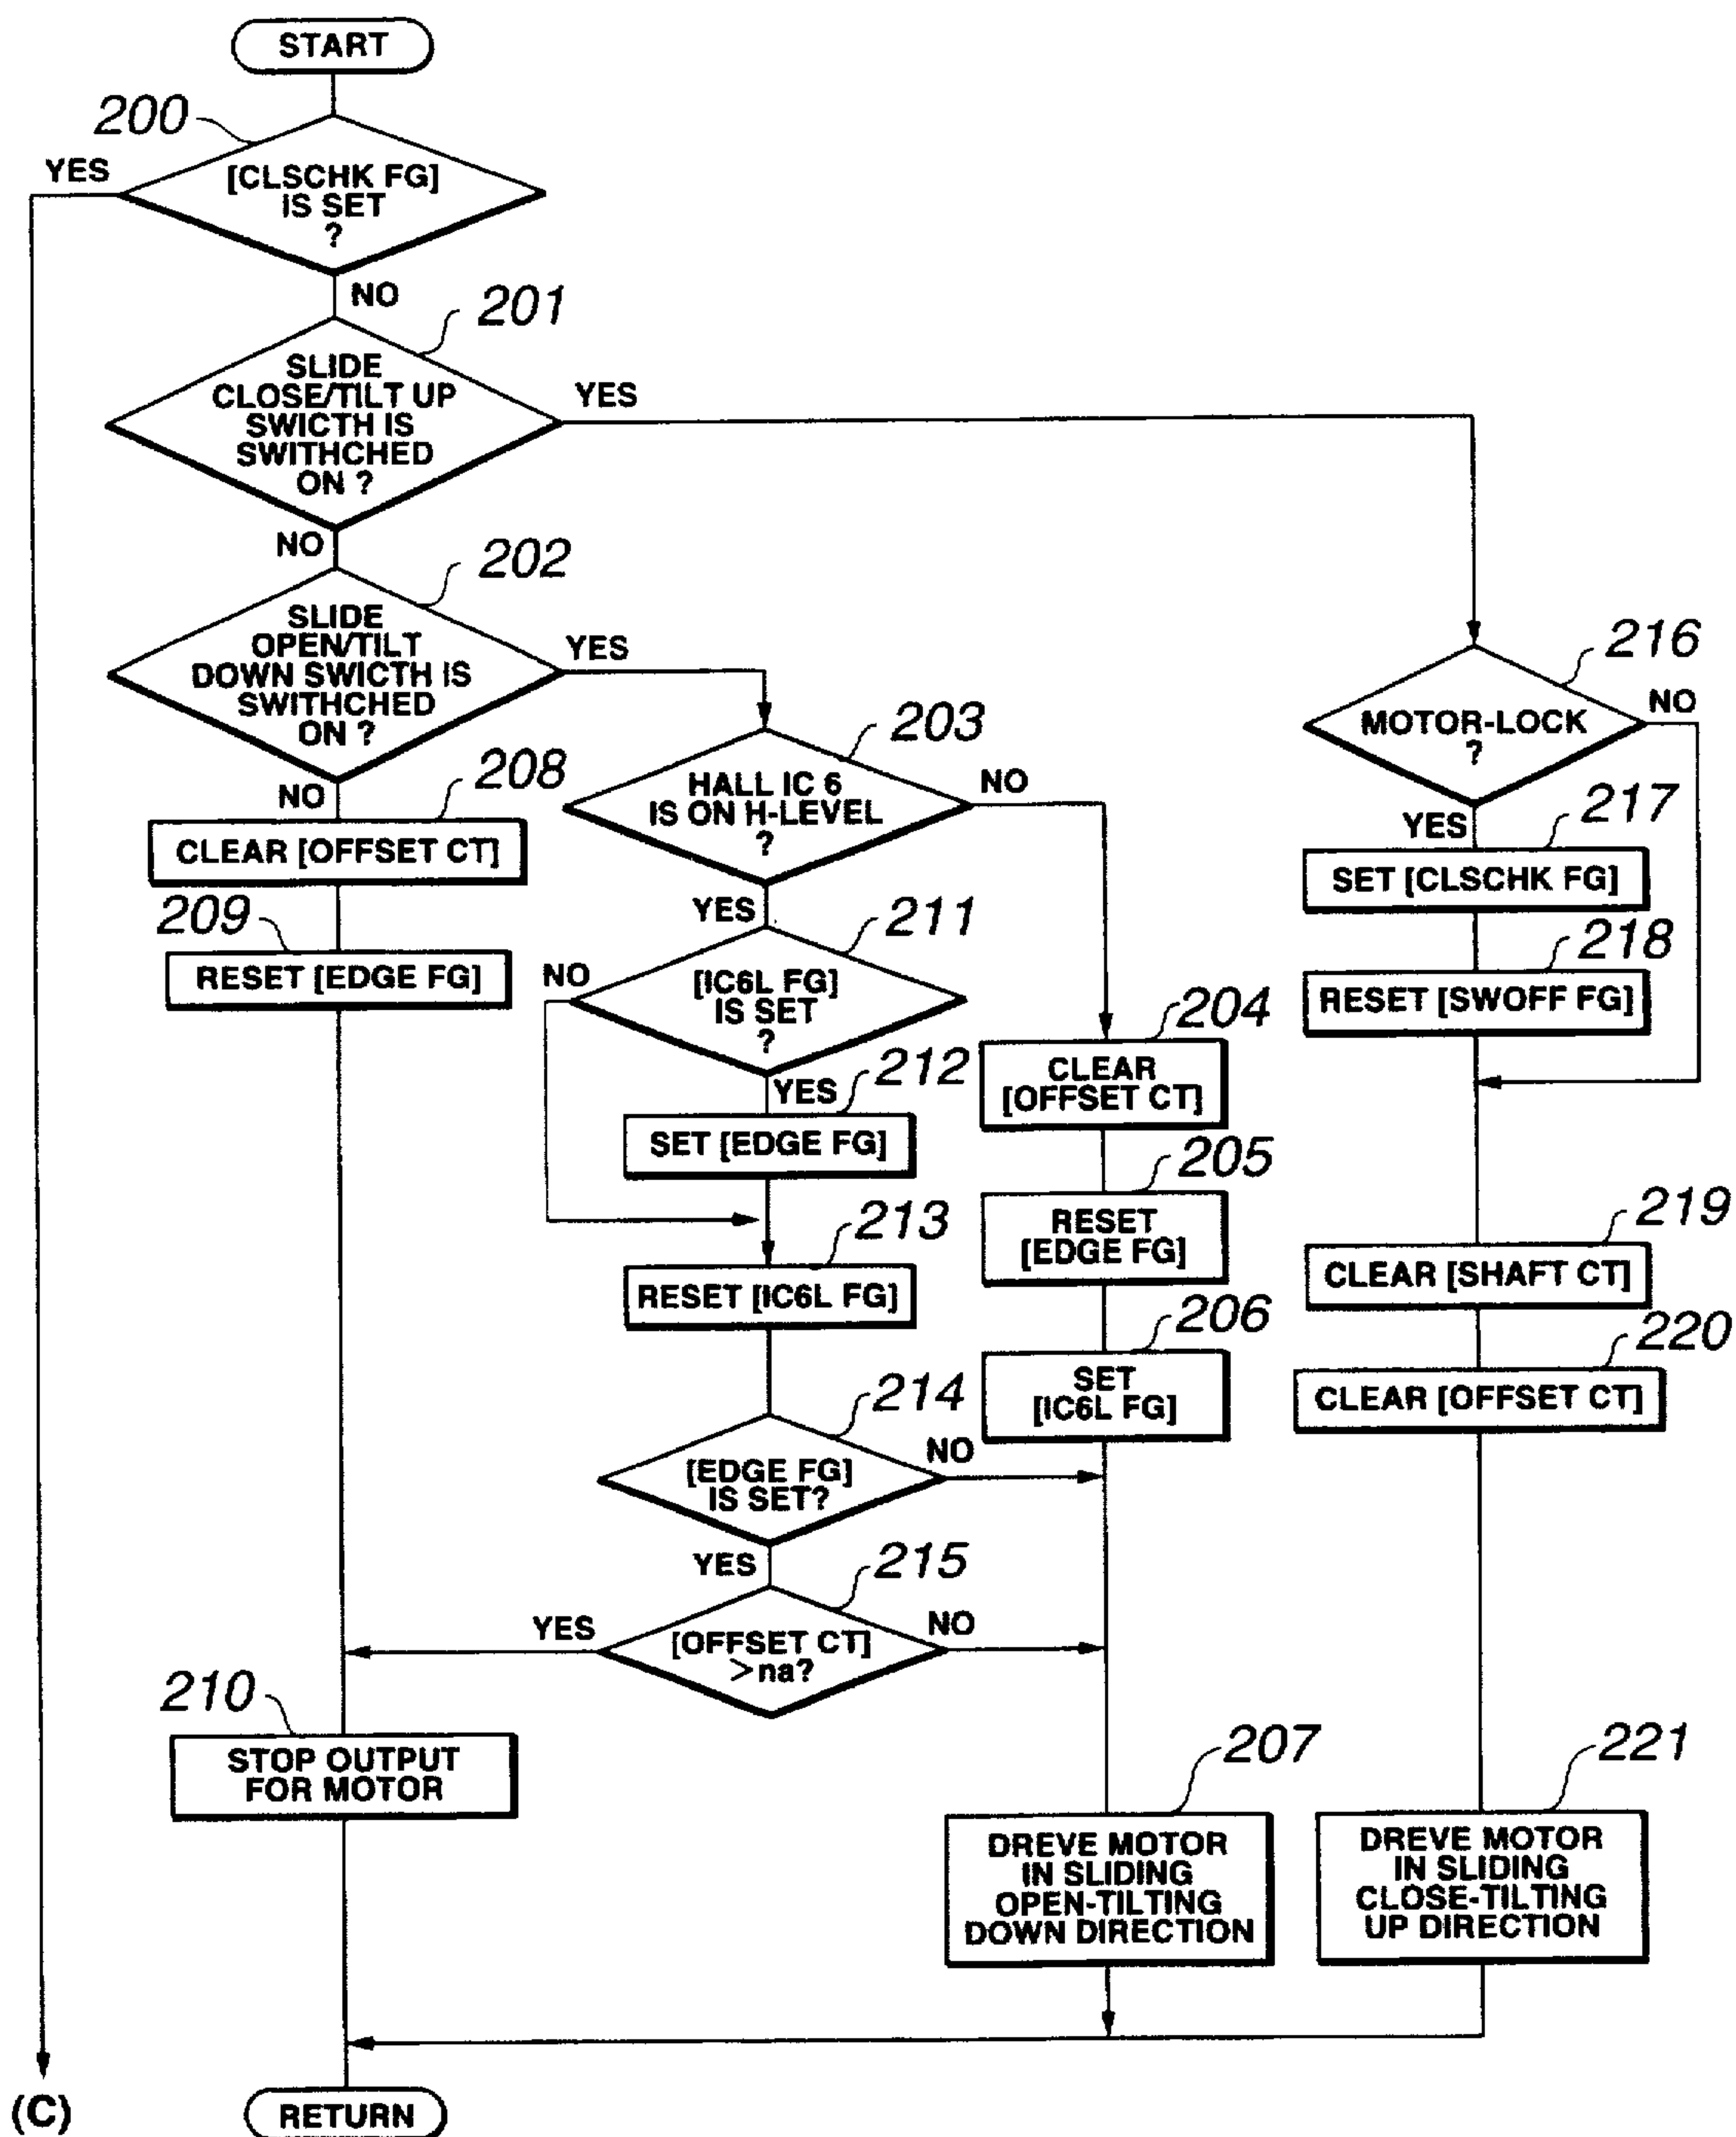 START
200
YES
[CLSCHK FG]
IS SET
?
NO
201
SLIDE
CLOSE/TILT UP
SWICTH IS
SWITHCHED
ON ?
YES
NO
202
SLIDE
OPEN/TILT
DOWN SWICTH IS
SWITHCHED
ON ?
YES
NO
208
CLEAR [OFFSET CT]
209
RESET [EDGE FG]
203
HALL IC 6
IS ON H-LEVEL
?
NO
YES
211
[IC6L FG]
IS SET
?
NO
YES
212
SET [EDGE FG]
213
RESET [IC6L FG]
214
[EDGE FG]
IS SET?
NO
YES
215
[OFFSET CT]
>na?
YES
NO
204
CLEAR
[OFFSET CT]
205
RESET
[EDGE FG]
206
SET
[IC6L FG]
216
MOTOR-LOCK
?
NO
YES
217
SET [CLSCHK FG]
218
RESET [SWOFF FG]
219
CLEAR [SHAFT CT]
220
CLEAR [OFFSET CT]
210
STOP OUTPUT
FOR MOTOR
207
DREVE MOTOR
IN SLIDING
OPEN-TILTING
DOWN DIRECTION
221
DREVE MOTOR
IN SLIDING
CLOSE-TILTING
UP DIRECTION
(C)
RETURN